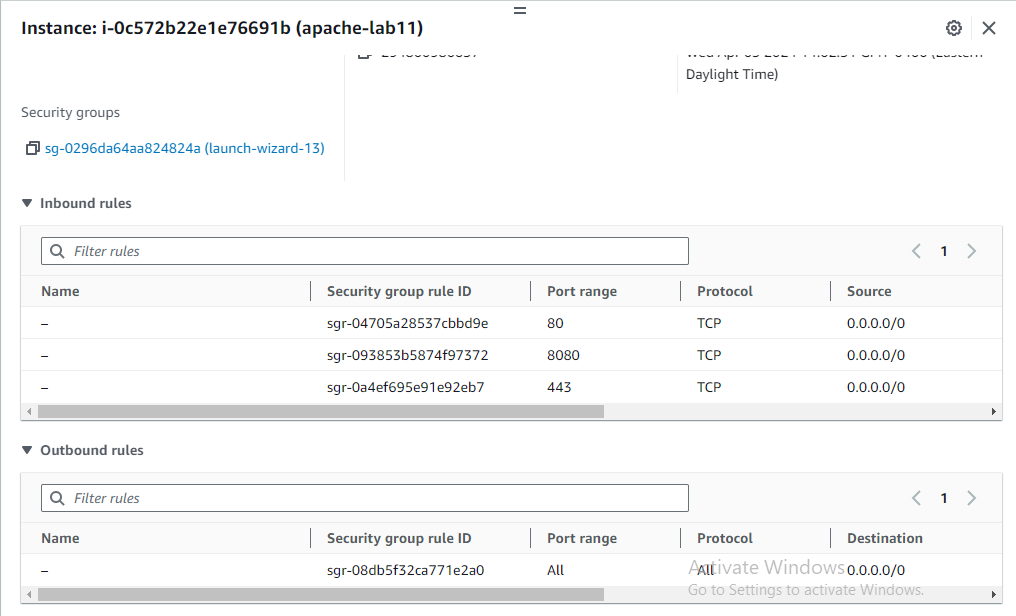 Instance: i-0c572b22e1e76691b (apache-lab11)
Daylight Time)
Security groups
sg-0296da64aa824824a (launch-wizard-13)
Inbound rules
Filter rules
1
Name Security group rule ID Port range Protocol Source
– sgr-04705a28537cbbd9e 80 TCP 0.0.0.0/0
– sgr-093853b5874f97372 8080 TCP 0.0.0.0/0
– sgr-0a4ef695e91e92eb7 443 TCP 0.0.0.0/0
Outbound rules
Filter rules
1
Name Security group rule ID Port range Protocol Destination
– sgr-08db5f32ca771e2a0 All All 0.0.0.0/0
Activate Windows
Go to Settings to activate Windows.